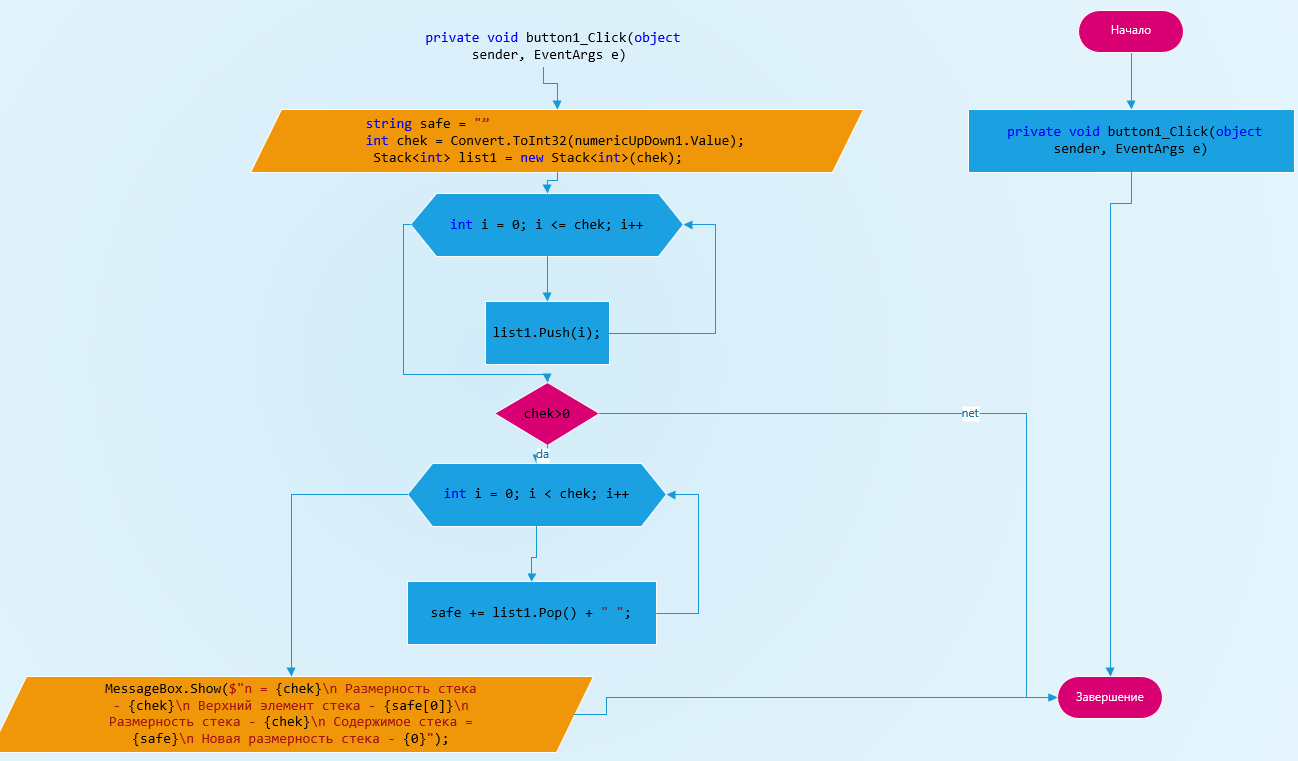 private void button1_Click(object
sender, EventArgs e)
string safe = "”
int chek = Convert.ToInt32(numericUpDown1.Value);
Stack<int> list1 = new Stack<int>(chek);
int i = 0; i <= chek; i++
list1.Push(i);
chek>0
net
da
int i = 0; i < chek; i++
safe += list1.Pop() + " ";
MessageBox.Show($"n = {chek}\n Размерность стека
- {chek}\n Верхний элемент стека - {safe[0]}\n
Размерность стека - {chek}\n Содержимое стека =
{safe}\n Новая размерность стека - {0}");
Начало
private void button1_Click(object
sender, EventArgs e)
Завершение